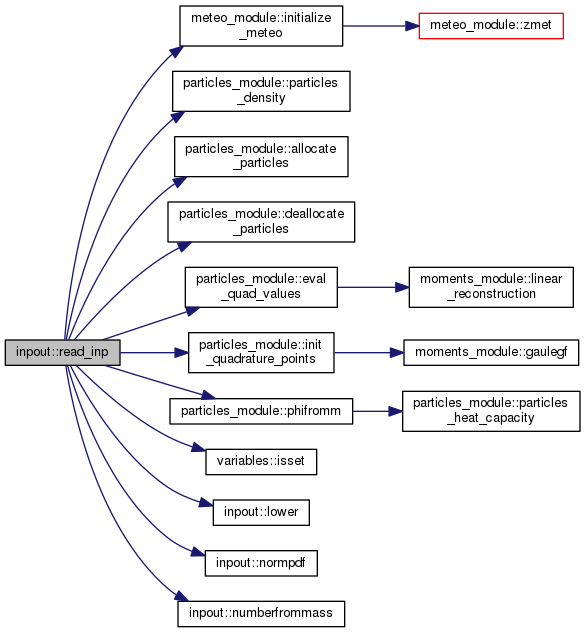 meteo_module::initialize
_meteo
meteo_module::zmet
particles_module::particles
_density
particles_module::allocate
_particles
particles_module::deallocate
_particles
particles_module::eval
_quad_values
moments_module::linear
_reconstruction
inpout::read_inp
particles_module::init
_quadrature_points
moments_module::gaulegf
particles_module::phifromm
particles_module::particles
_heat_capacity
variables::isset
inpout::lower
inpout::normpdf
inpout::numberfrommass